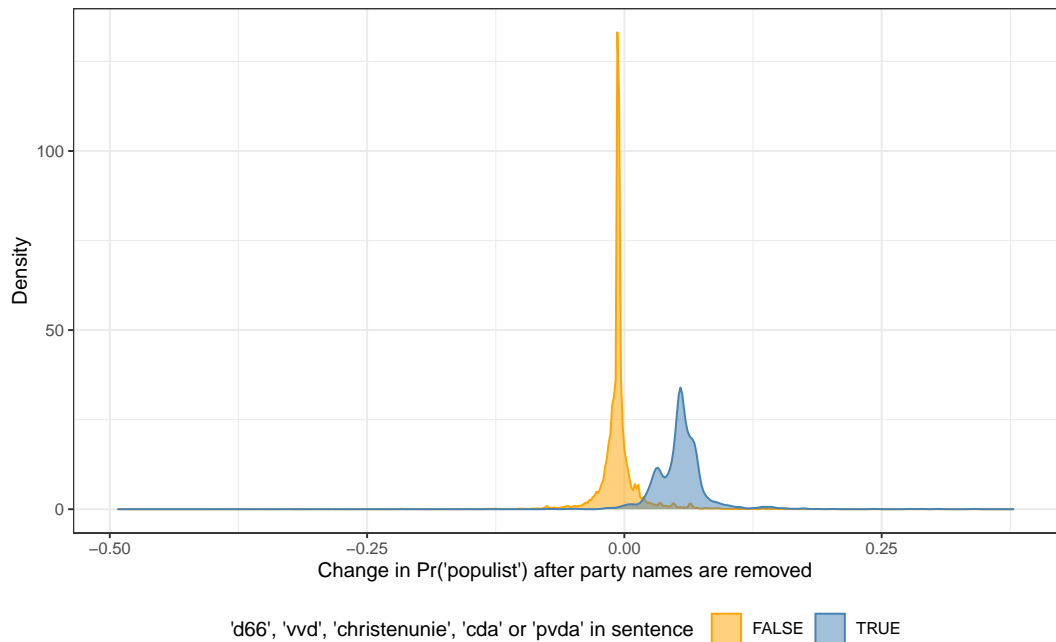 100
50
0
Density
−0.50 −0.25 0.00 0.25
Change in Pr('populist') after party names are removed
'd66', 'vvd', 'christenunie', 'cda' or 'pvda' in sentence FALSE TRUE